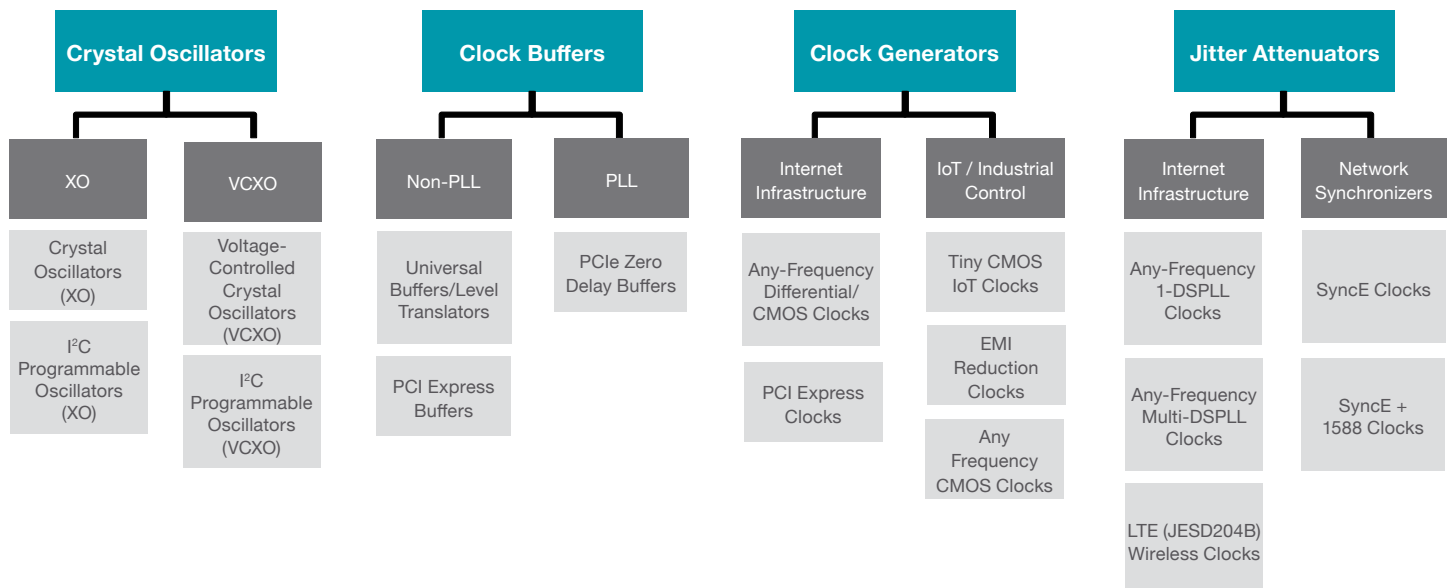 Crystal Oscillators
XO
Crystal
Oscillators
(XO)
I²C
Programmable
Oscillators
(XO)
VCXO
Voltage-
Controlled
Crystal
Oscillators
(VCXO)
I²C
Programmable
Oscillators
(VCXO)
Clock Buffers
Non-PLL
Universal
Buffers/Level
Translators
PCI Express
Buffers
PLL
PCIe Zero
Delay Buffers
Clock Generators
Internet
Infrastructure
Any-Frequency
Differential/
CMOS Clocks
PCI Express
Clocks
IoT / Industrial
Control
Tiny CMOS
IoT Clocks
EMI
Reduction
Clocks
Any
Frequency
CMOS Clocks
Jitter Attenuators
Internet
Infrastructure
Any-Frequency
1-DSPLL
Clocks
Any-Frequency
Multi-DSPLL
Clocks
LTE (JESD204B)
Wireless Clocks
Network
Synchronizers
SyncE Clocks
SyncE +
1588 Clocks